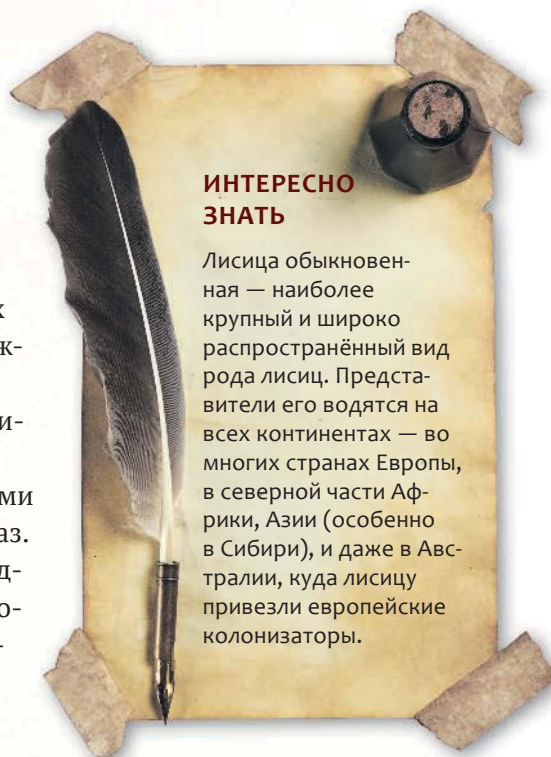 х
ж-
и-
ми
аз.
д-
о-
-
ИНТЕРЕСНО
ЗНАТЬ
Лисица обыкновен-
ная — наиболее
крупный и широко
распространённый вид
рода лисиц. Предста-
вители его водятся на
всех континентах — во
многих странах Европы,
в северной части Аф-
рики, Азии (особенно
в Сибири), и даже в Авс-
тралии, куда лисицу
привезли европейские
колонизаторы.